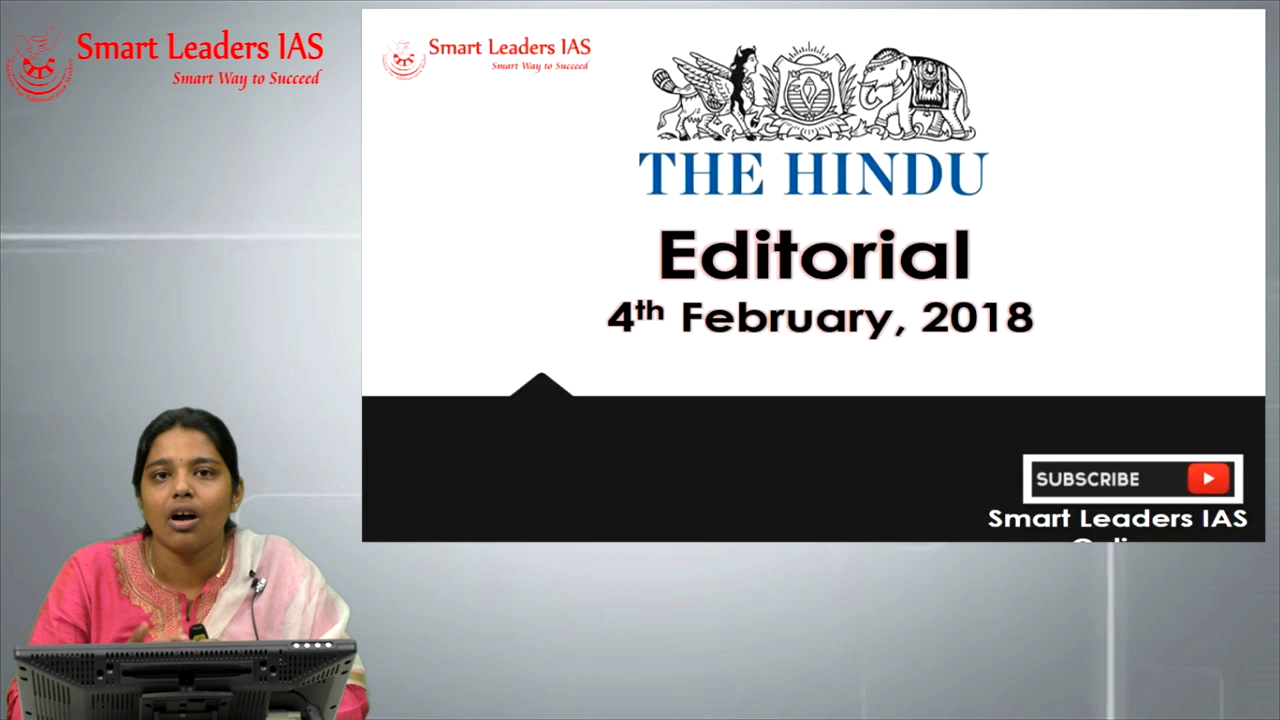 Smart Leaders IAS
Smart Way to Succeed
Smart Leaders IAS
Smart Way to Succeed
THE HINDU
Editorial
4th February, 2018
SUBSCRIBE
Smart Leaders IAS